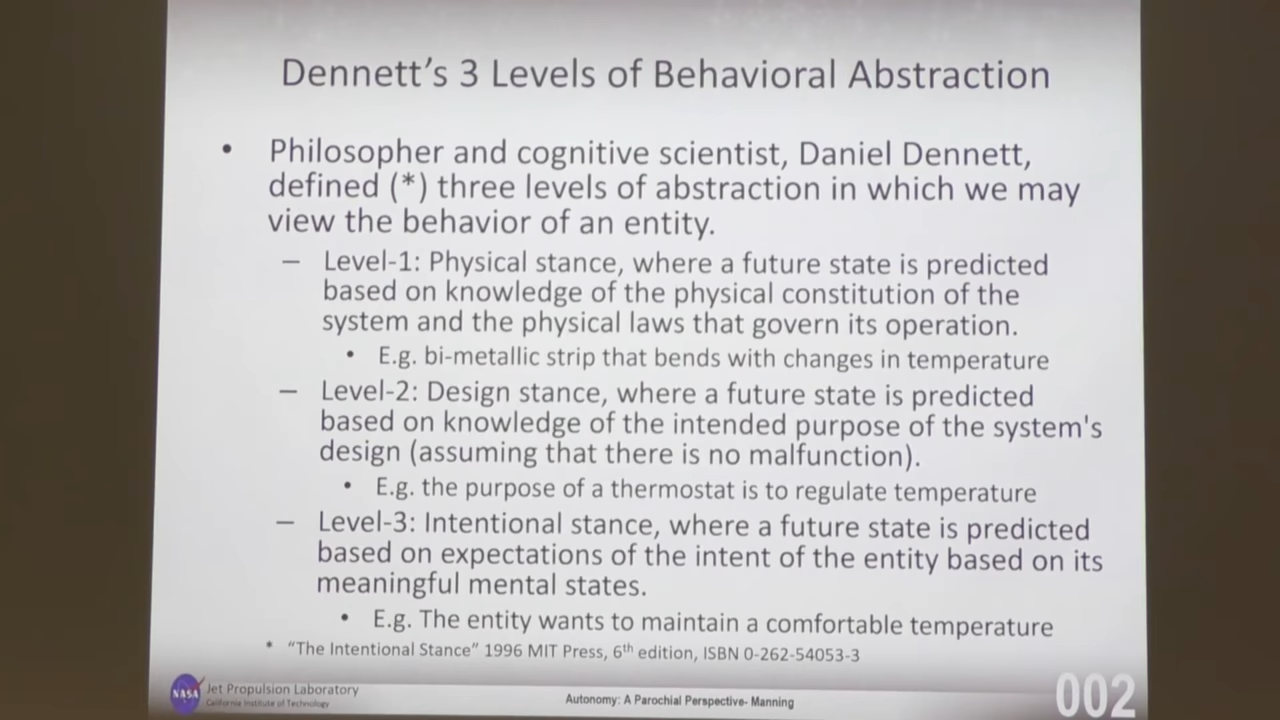 Dennett's 3 Levels of Behavioral Abstraction
• Philosopher and cognitive scientist, Daniel Dennett,
defined (*) three levels of abstraction in which we may
view the behavior of an entity.
– Level-1: Physical stance, where a future state is predicted
based on knowledge of the physical constitution of the
system and the physical laws that govern its operation.
• E.g. bi-metallic strip that bends with changes in temperature
– Level-2: Design stance, where a future state is predicted
based on knowledge of the intended purpose of the system's
design (assuming that there is no malfunction).
• E.g. the purpose of a thermostat is to regulate temperature
– Level-3: Intentional stance, where a future state is predicted
based on expectations of the intent of the entity based on its
meaningful mental states.
• E.g. The entity wants to maintain a comfortable temperature
* "The Intentional Stance" 1996 MIT Press, 6th edition, ISBN 0-262-54053-3
NASA
Jet Propulsion Laboratory
California Institute of Technology
Autonomy: A Parochial Perspective- Manning
002